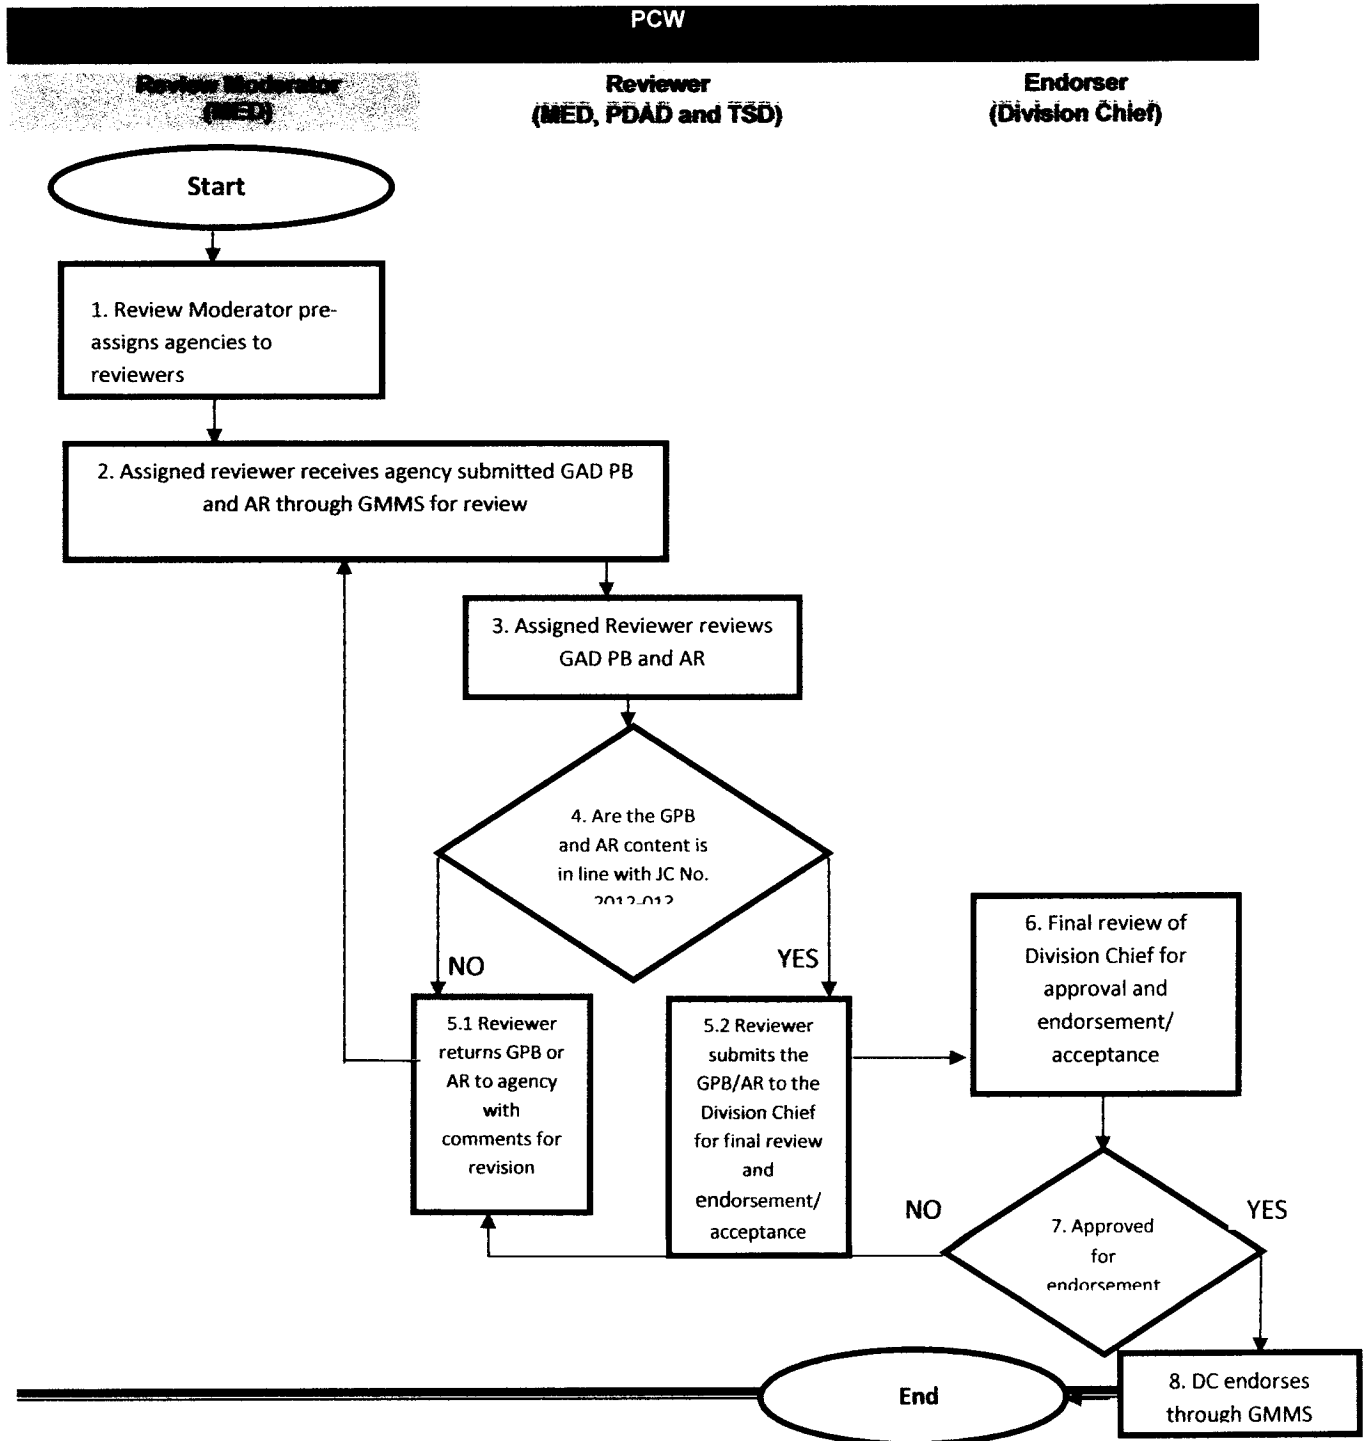 PCW
Review Moderator
(MED)
Reviewer
(MED, PDAD and TSD)
Endorser
(Division Chief)
Start
1. Review Moderator pre-
assigns agencies to
reviewers
2. Assigned reviewer receives agency submitted GAD PB
and AR through GMMS for review
3. Assigned Reviewer reviews
GAD PB and AR
4. Are the GPB
and AR content is
in line with JC No.
2012-01?
NO
YES
5.1 Reviewer
returns GPB or
AR to agency
with
comments for
revision
5.2 Reviewer
submits the
GPB/AR to the
Division Chief
for final review
and
endorsement/
acceptance
6. Final review of
Division Chief for
approval and
endorsement/
acceptance
NO
YES
7. Approved
for
endorsement
8. DC endorses
through GMMS
End